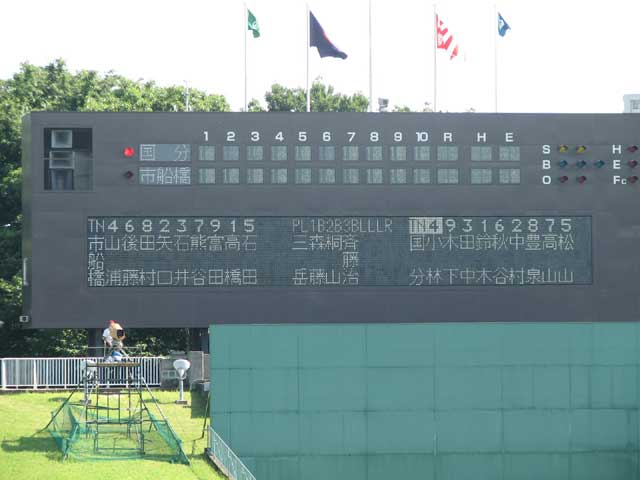 1 2 3 4 5 6 7 8 9 10 R H E
国分
市船橋
S H
B E
O Fc
IN 4 6 8 2 3 7 9 1 5 PL1B2B3BLLLR IN 4 9 3 1 6 2 8 7 5
市山後田矢石熊富高石 三森桐斉 国小木田鈴秋中豊高松
船 藤
橋浦藤村口井谷田橋田 岳藤山治 分林下中木谷村泉山山